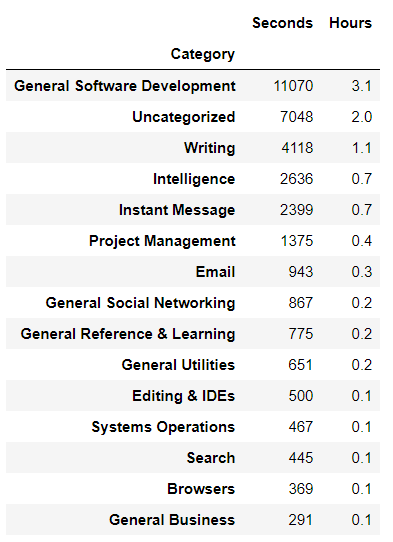 Seconds Hours
Category
General Software Development 11070 3.1
Uncategorized 7048 2.0
Writing 4118 1.1
Intelligence 2636 0.7
Instant Message 2399 0.7
Project Management 1375 0.4
Email 943 0.3
General Social Networking 867 0.2
General Reference & Learning 775 0.2
General Utilities 651 0.2
Editing & IDEs 500 0.1
Systems Operations 467 0.1
Search 445 0.1
Browsers 369 0.1
General Business 291 0.1